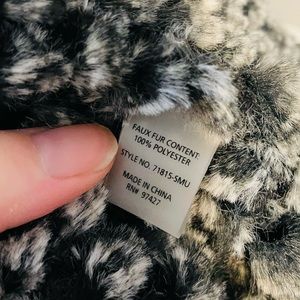 FAUX FUR CONTENT:
100% POLYESTER
STYLE NO. 71815-SMU
MADE IN CHINA
RN# 97427